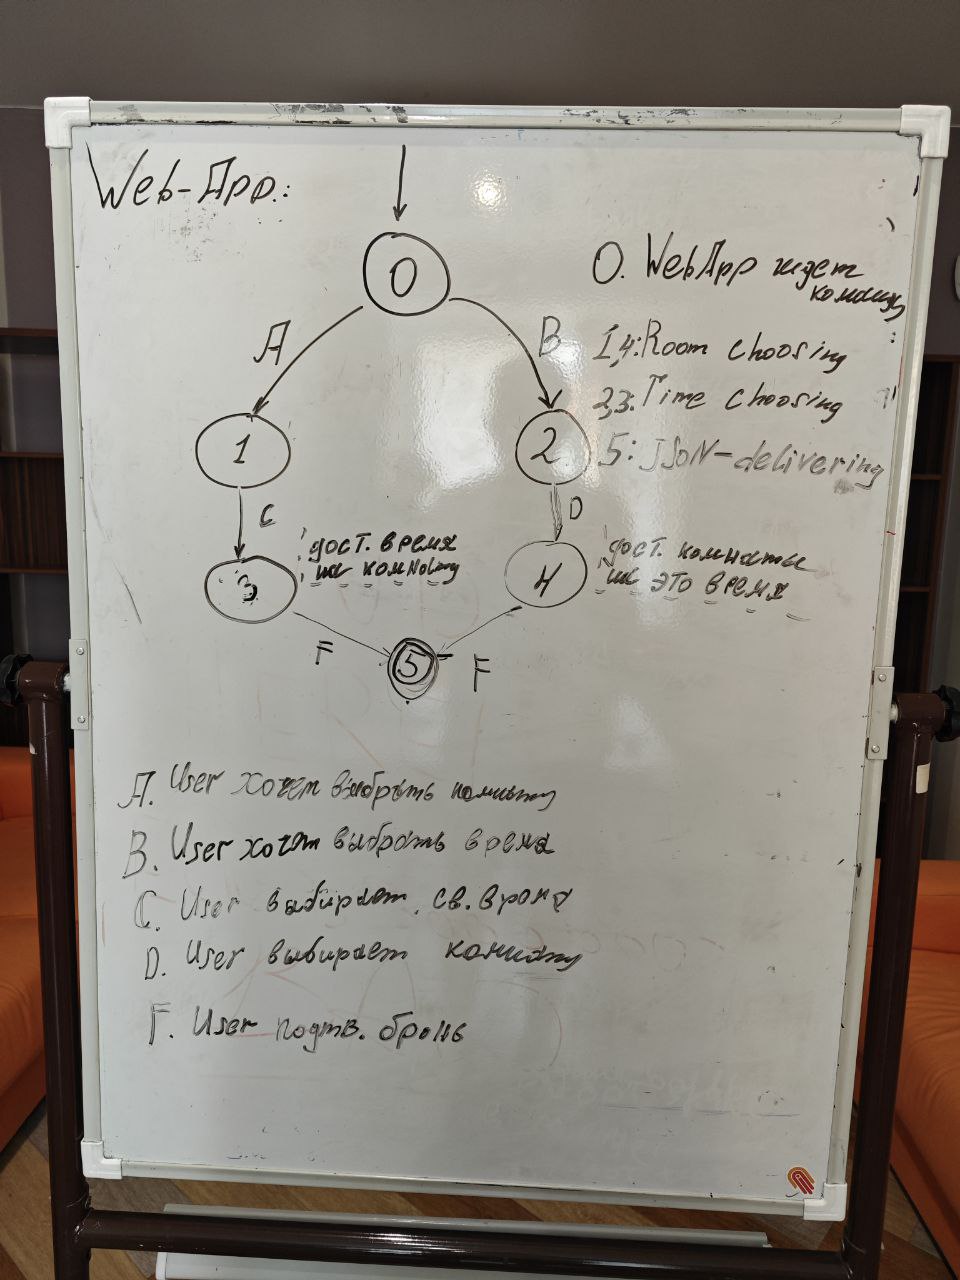 Web-App.:
0
0. WebApp ждет
команду
A
B
1,4: Room choosing
2,3: Time choosing
1
2
5: JSON-delivering
C
D
дост. время
на комнату
дост. комнаты
на это время
3
4
F
5
F
A. User хочет выбрать комнату
B. User хочет выбрать время
C. User выбирает св. время
D. User выбирает комнату
F. User подтв. бронь